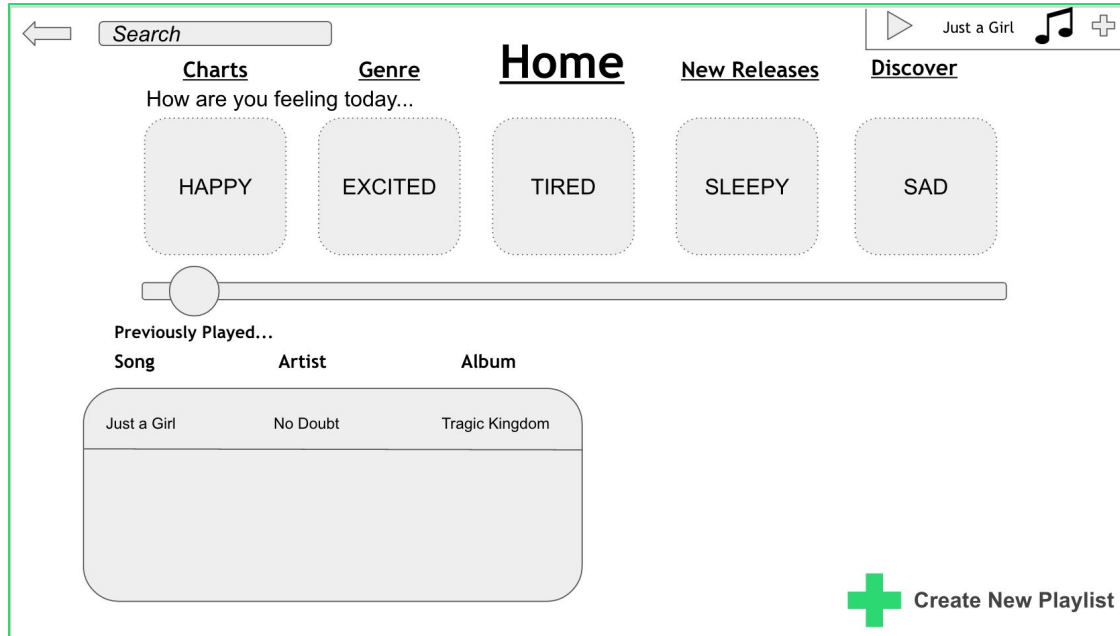 Search
Just a Girl
Home
Charts Genre New Releases Discover
How are you feeling today...
HAPPY EXCITED TIRED SLEEPY SAD
Previously Played...
Song Artist Album
Just a Girl No Doubt Tragic Kingdom
Create New Playlist